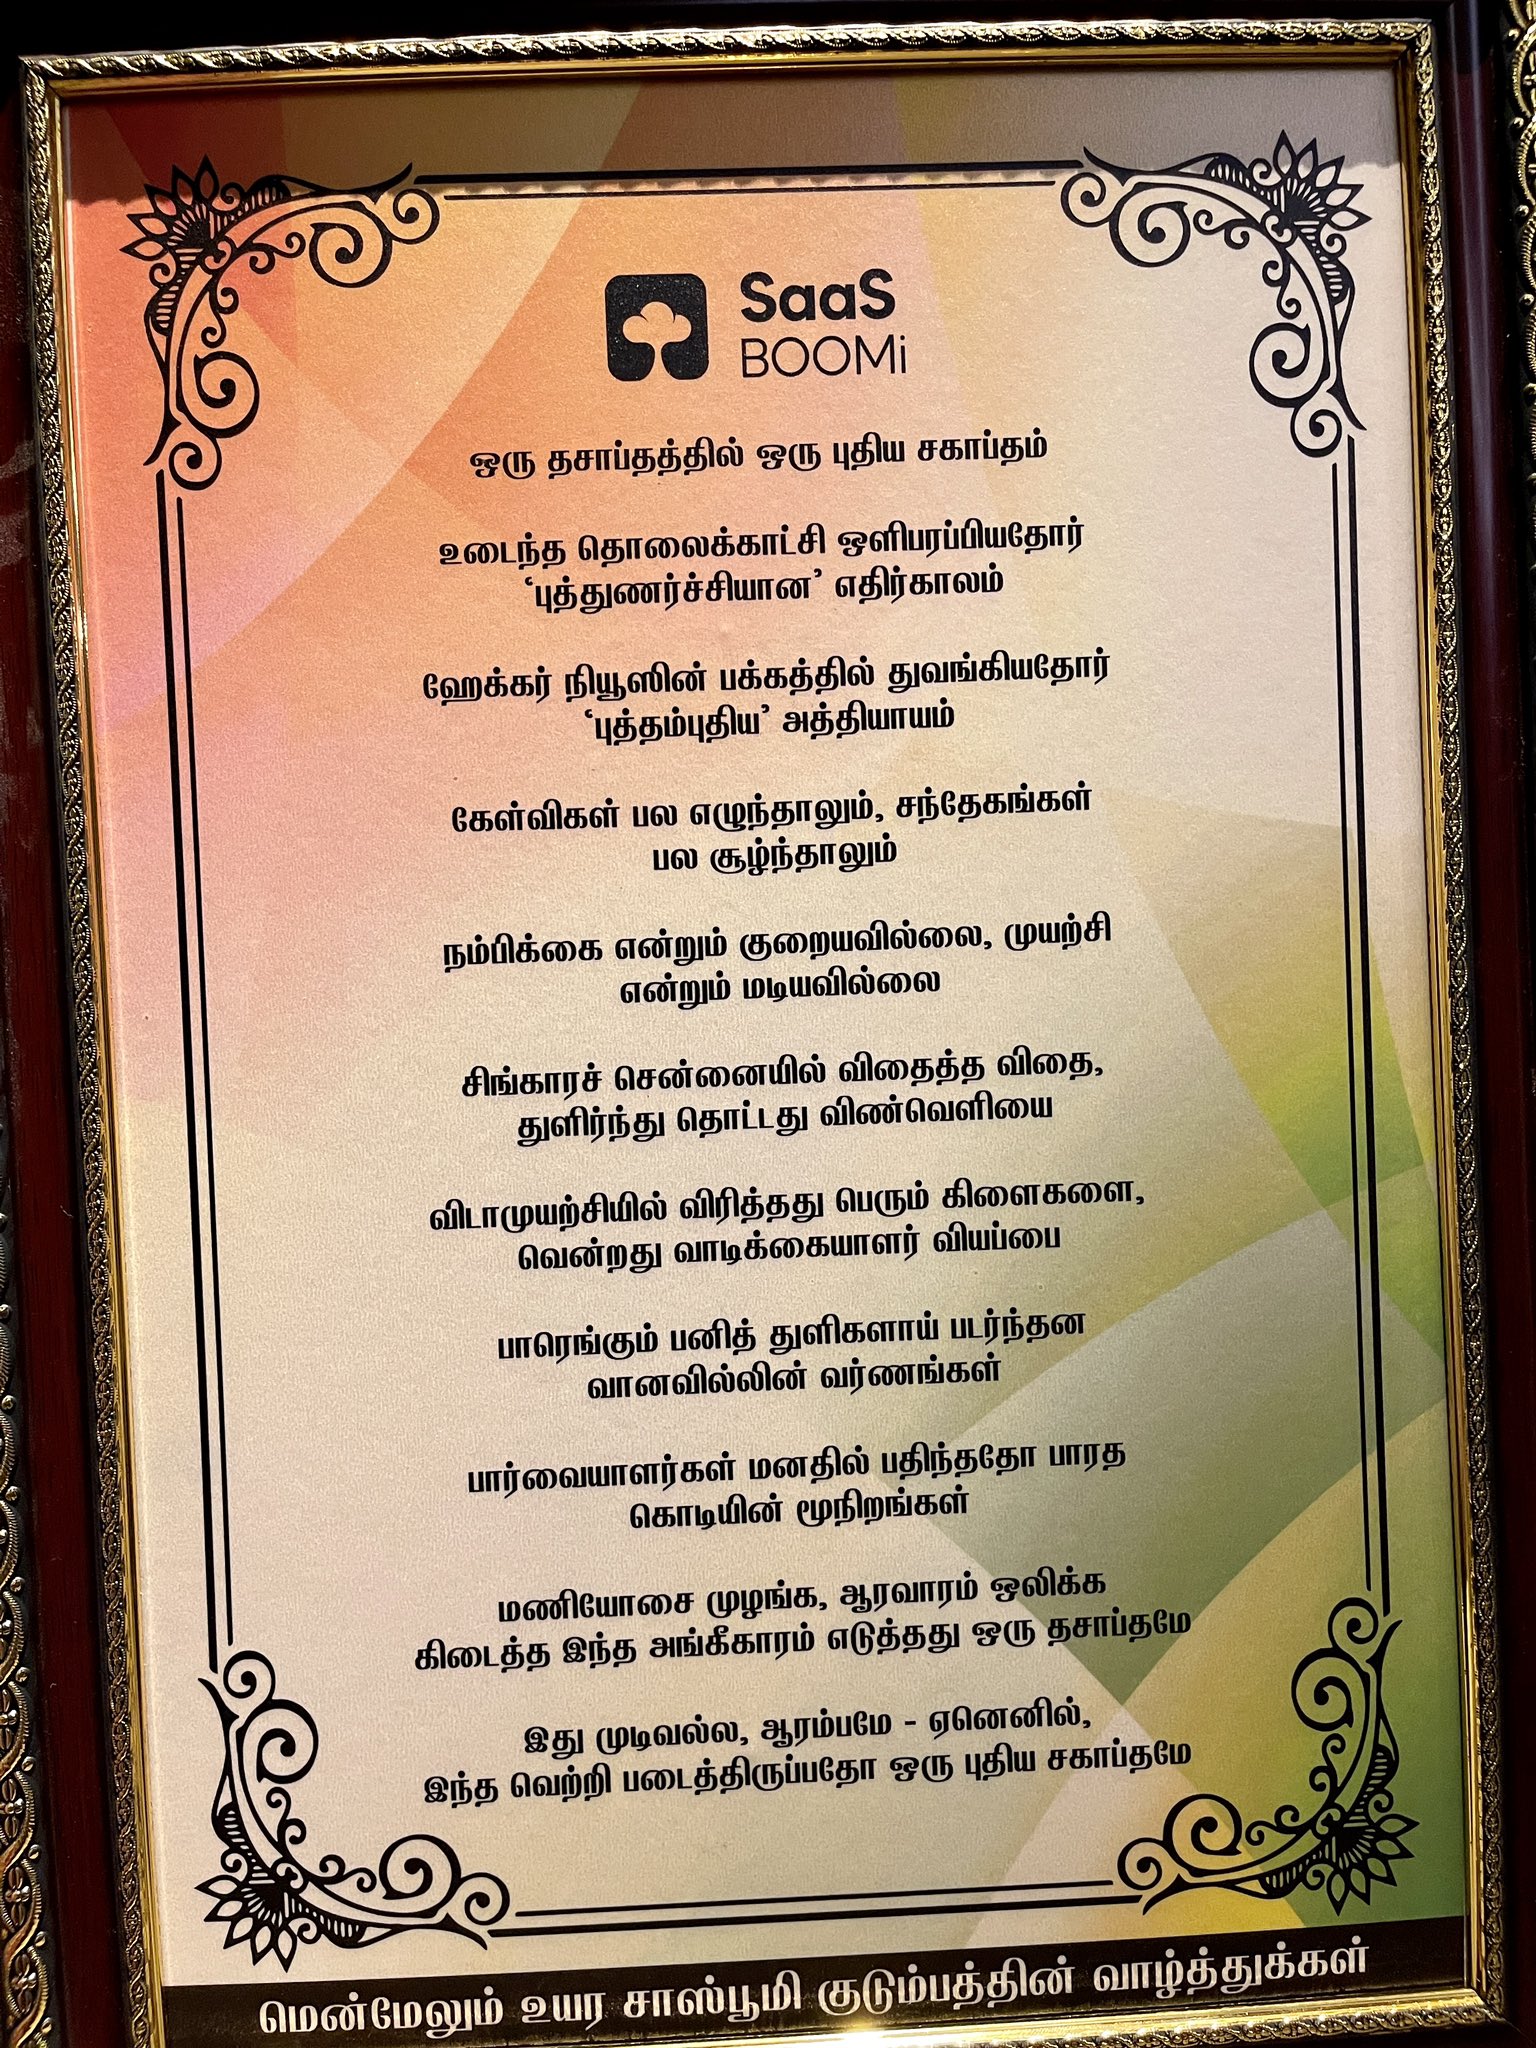 SaaS
BOOMi
ஒரு தசாப்தத்தில் ஒரு புதிய சகாப்தம்
உடைந்த தொலைக்காட்சி ஒளிபரப்பியதோர்
‘புத்துணர்ச்சியான’ எதிர்காலம்
ஹேக்கர் நியூஸின் பக்கத்தில் துவங்கியதோர்
‘புத்தம்புதிய’ அத்தியாயம்
கேள்விகள் பல எழுந்தாலும், சந்தேகங்கள்
பல சூழ்ந்தாலும்
நம்பிக்கை என்றும் குறையவில்லை, முயற்சி
என்றும் மடியவில்லை
சிங்காரச் சென்னையில் விதைத்த விதை,
துளிர்ந்து தொட்டது விண்வெளியை
விடாமுயற்சியில் விரித்தது பெரும் கிளைகளை,
வென்றது வாடிக்கையாளர் வியப்பை
பாரெங்கும் பனித் துளிகளாய் படர்ந்தன
வானவில்லின் வர்ணங்கள்
பார்வையாளர்கள் மனதில் பதிந்ததோ பாரத
கொடியின் மூநிறங்கள்
மணியோசை முழங்க, ஆரவாரம் ஒலிக்க
கிடைத்த இந்த அங்கீகாரம் எடுத்தது ஒரு தசாப்தமே
இது முடிவல்ல, ஆரம்பமே - ஏனெனில்,
இந்த வெற்றி படைத்திருப்பதோ ஒரு புதிய சகாப்தமே
மென்மேலும் உயர சாஸ்பூமி குடும்பத்தின் வாழ்த்துக்கள்